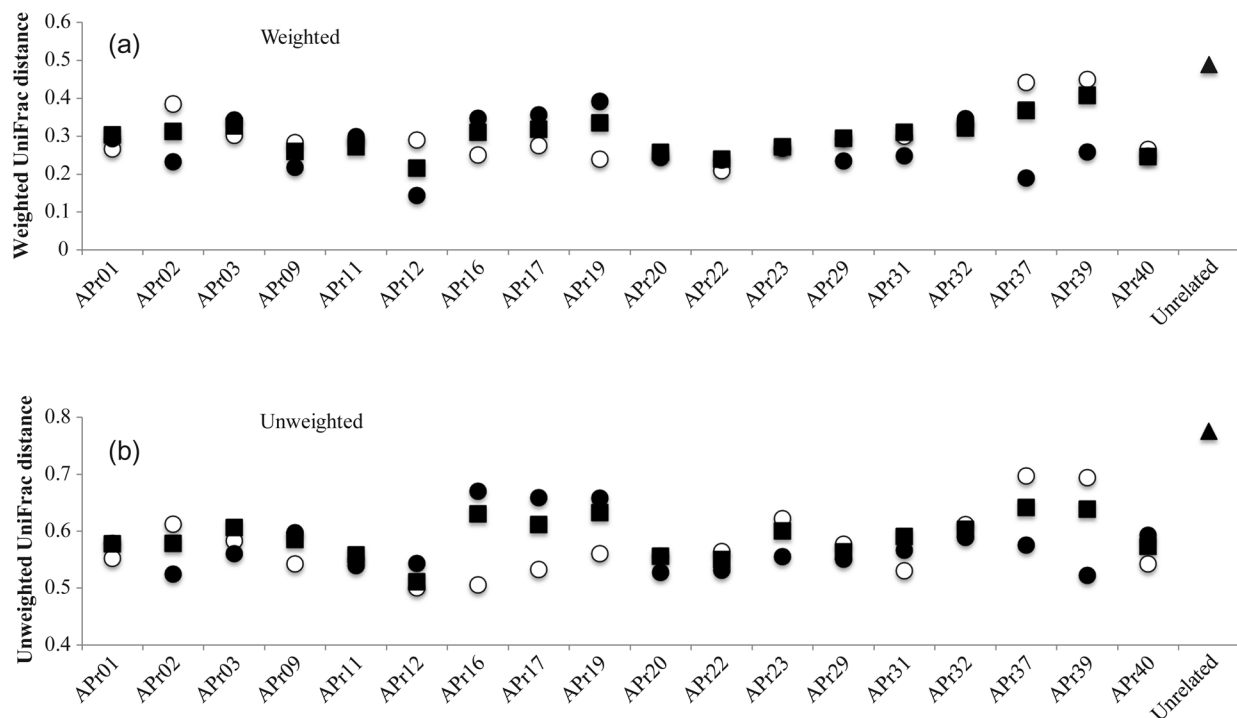 (a)
Weighted
Weighted UniFrac distance
0.6
0.5
0.4
0.3
0.2
0.1
0
APr01 APr02 APr03 APr09 APr11 APr12 APr16 APr17 APr19 APr20 APr22 APr23 APr29 APr31 APr32 APr37 APr39 APr40 Unrelated
(b)
Unweighted
Unweighted UniFrac distance
0.8
0.7
0.6
0.5
0.4
APr01 APr02 APr03 APr09 APr11 APr12 APr16 APr17 APr19 APr20 APr22 APr23 APr29 APr31 APr32 APr37 APr39 APr40 Unrelated